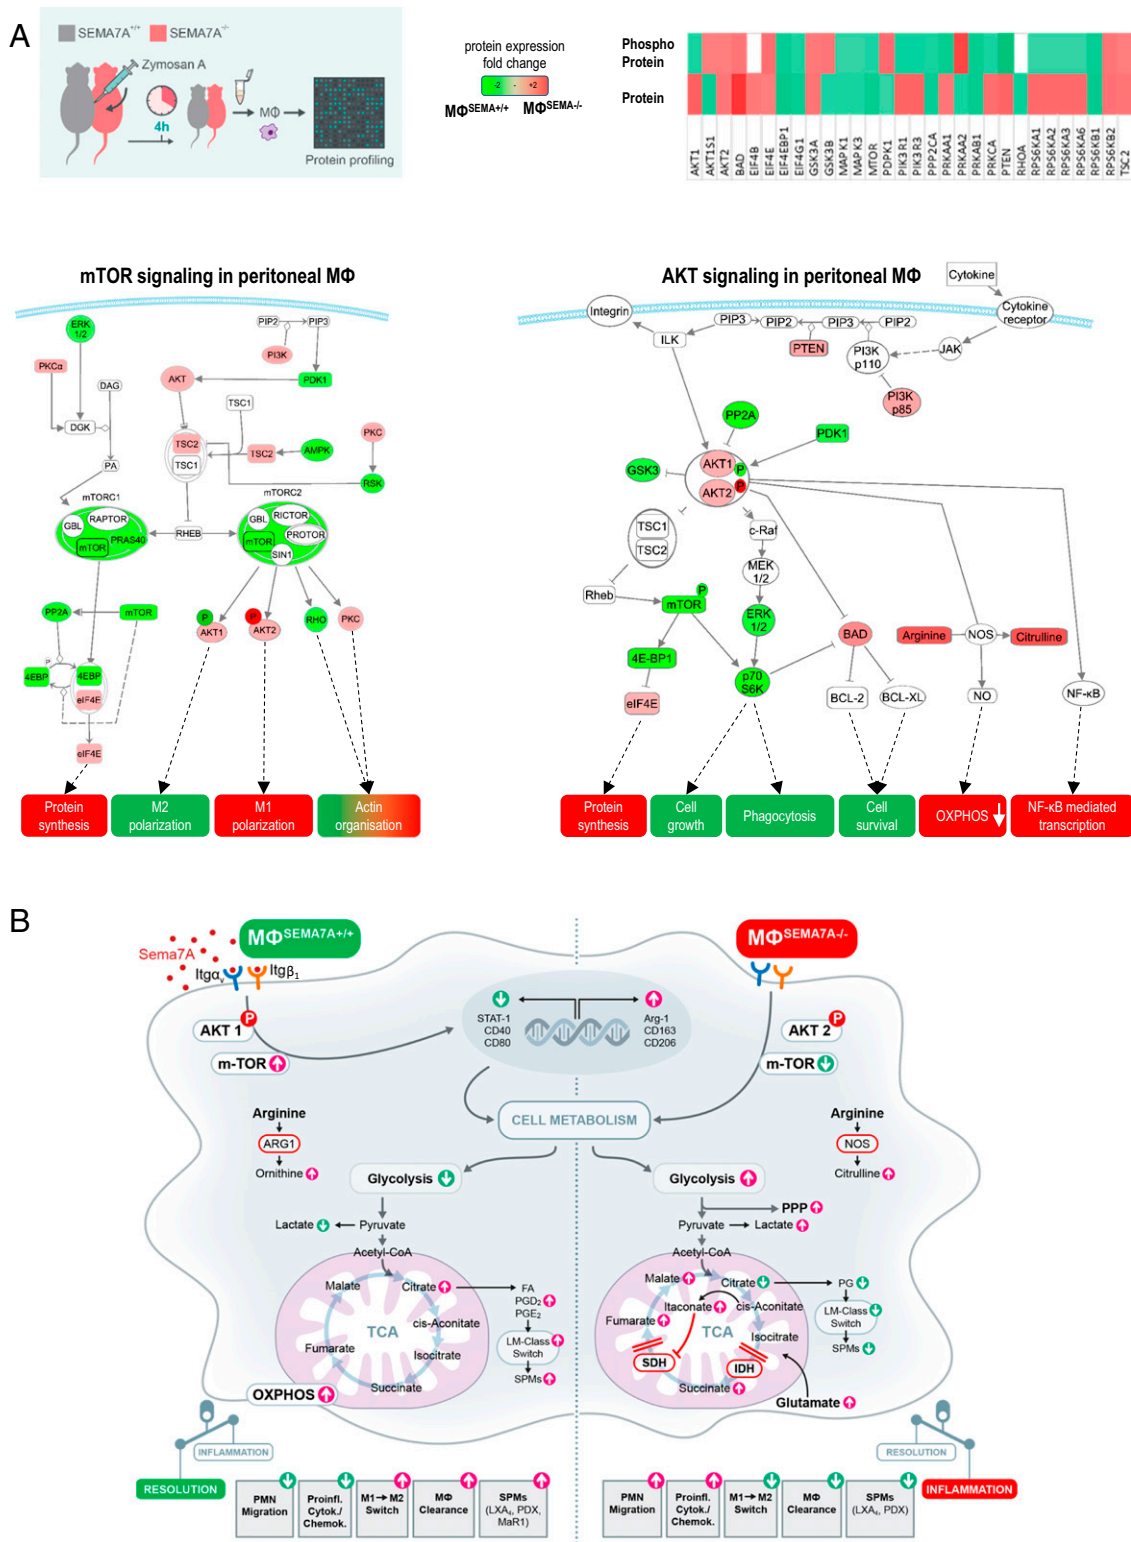 A
SEMA7A+/+ SEMA7A-/-
Zymosan A
4h
MΦ
Protein profiling
protein expression
fold change
-2 - +2
MΦSEMA+/+ MΦSEMA-/-
Phospho
Protein
Protein
AKT1
AKT1S1
AKT2
BAD
EIF4B
EIF4E
EIF4EBP1
EIF4G1
GSK3A
GSK3B
MAPK1
MAPK3
MTOR
PDPK1
PIK3R1
PIK3R3
PPP2CA
PRKAA1
PRKAA2
PRKAB1
PRKCA
PTEN
RHOA
RPS6KA1
RPS6KA2
RPS6KA3
RPS6KA6
RPS6KB1
RPS6KB2
TSC2
mTOR signaling in peritoneal MΦ
ERK
1/2
PIP2
PIP3
PI3K
PKCα
AKT
PDK1
DAG
TSC1
DGK
PKC
TSC2
TSC1
TSC2
AMPK
PA
RSK
mTORC1
mTORC2
GBL
RAPTOR
mTOR
PRAS40
RHEB
GBL
RICTOR
PROTOR
mTOR
SIN1
PP2A
mTOR
P
AKT1
P
AKT2
RHO
PKC
4EBP
P
4EBP
eIF4E
eIF4E
Protein
synthesis
M2
polarization
M1
polarization
Actin
organisation
AKT signaling in peritoneal MΦ
Cytokine
Integrin
Cytokine
receptor
PIP3
PIP2
PIP3
PIP2
ILK
PTEN
PI3K
p110
JAK
PI3K
p85
PP2A
PDK1
GSK3
AKT1
P
AKT2
P
TSC1
TSC2
c-Raf
MEK
1/2
Rheb
P
mTOR
ERK
1/2
BAD
Arginine
NOS
Citrulline
4E-BP1
p70
S6K
eIF4E
BCL-2
BCL-XL
NO
NF-κB
Protein
synthesis
Cell
growth
Phagocytosis
Cell
survival
OXPHOS
NF-κB mediated
transcription
B
MΦSEMA7A+/+
MΦSEMA7A-/-
Sema7A
Itgαv
Itgβ1
AKT 1
P
m-TOR
STAT-1
CD40
CD80
Arg-1
CD163
CD206
AKT 2
P
m-TOR
CELL METABOLISM
Arginine
ARG1
Ornithine
Arginine
NOS
Citrulline
Glycolysis
Glycolysis
PPP
Lactate
Pyruvate
Pyruvate
Lactate
Acetyl-CoA
Acetyl-CoA
Malate
Citrate
FA
PGD2
PGE2
cis-Aconitate
TCA
LM-Class
Switch
Fumarate
Isocitrate
SPMs
Succinate
OXPHOS
Malate
Citrate
PG
Itaconate
cis-Aconitate
LM-Class
Switch
Fumarate
TCA
Isocitrate
SPMs
SDH
IDH
Succinate
Glutamate
INFLAMMATION
RESOLUTION
RESOLUTION
INFLAMMATION
PMN
Migration
Proinfl.
Cytok./
Chemok.
M1→M2
Switch
MΦ
Clearance
SPMs
(LXA4, PDX,
MaR1)
PMN
Migration
Proinfl.
Cytok./
Chemok.
M1→M2
Switch
MΦ
Clearance
SPMs
(LXA4, PDX)